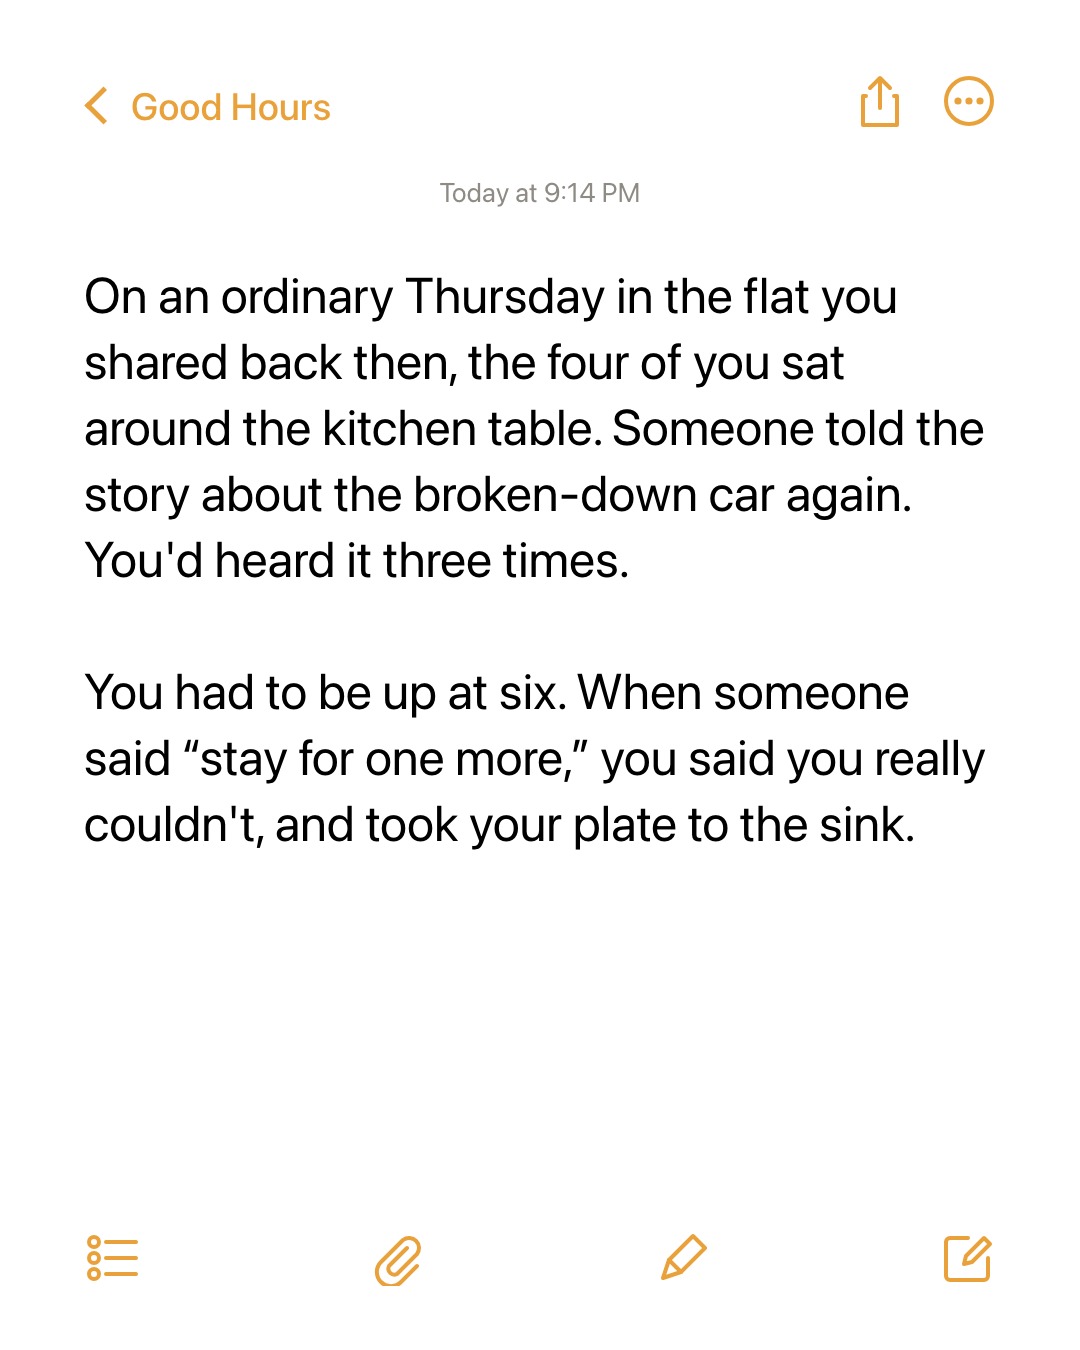 Good Hours
Today at 9:14 PM
On an ordinary Thursday in the flat you
shared back then, the four of you sat
around the kitchen table. Someone told the
story about the broken-down car again.
You'd heard it three times.
You had to be up at six. When someone
said “stay for one more,” you said you really
couldn't, and took your plate to the sink.